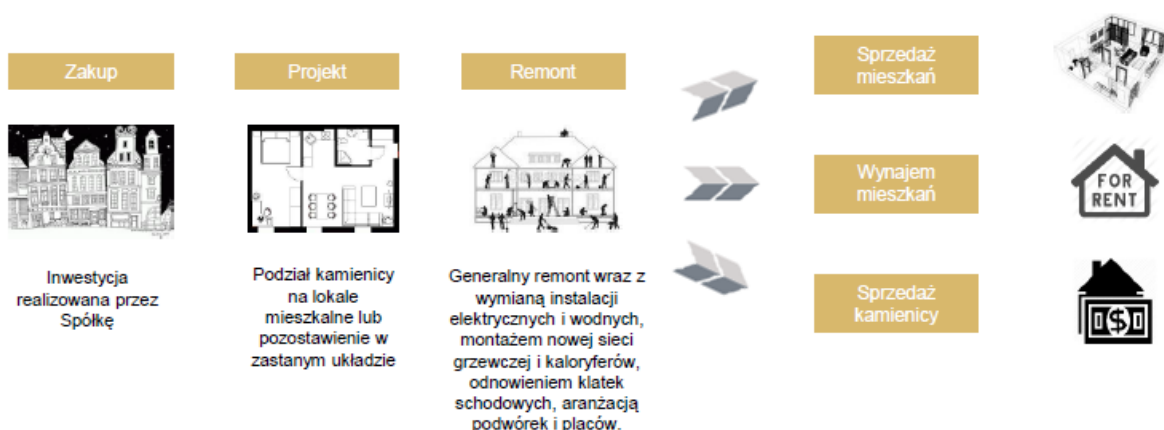 Zakup
Inwestycja
realizowana przez
Spółkę
Projekt
Podział kamienicy
na lokale
mieszkalne lub
pozostawienie w
zastanym układzie
Remont
Generalny remont wraz z
wymianą instalacji
elektrycznych i wodnych,
montażem nowej sieci
grzewczej i kaloryferów,
odnowieniem klatek
schodowych, aranżacją
podwórek i placów.
Sprzedaż
mieszkań
Wynajem
mieszkań
FOR
RENT
Sprzedaż
kamienicy
$